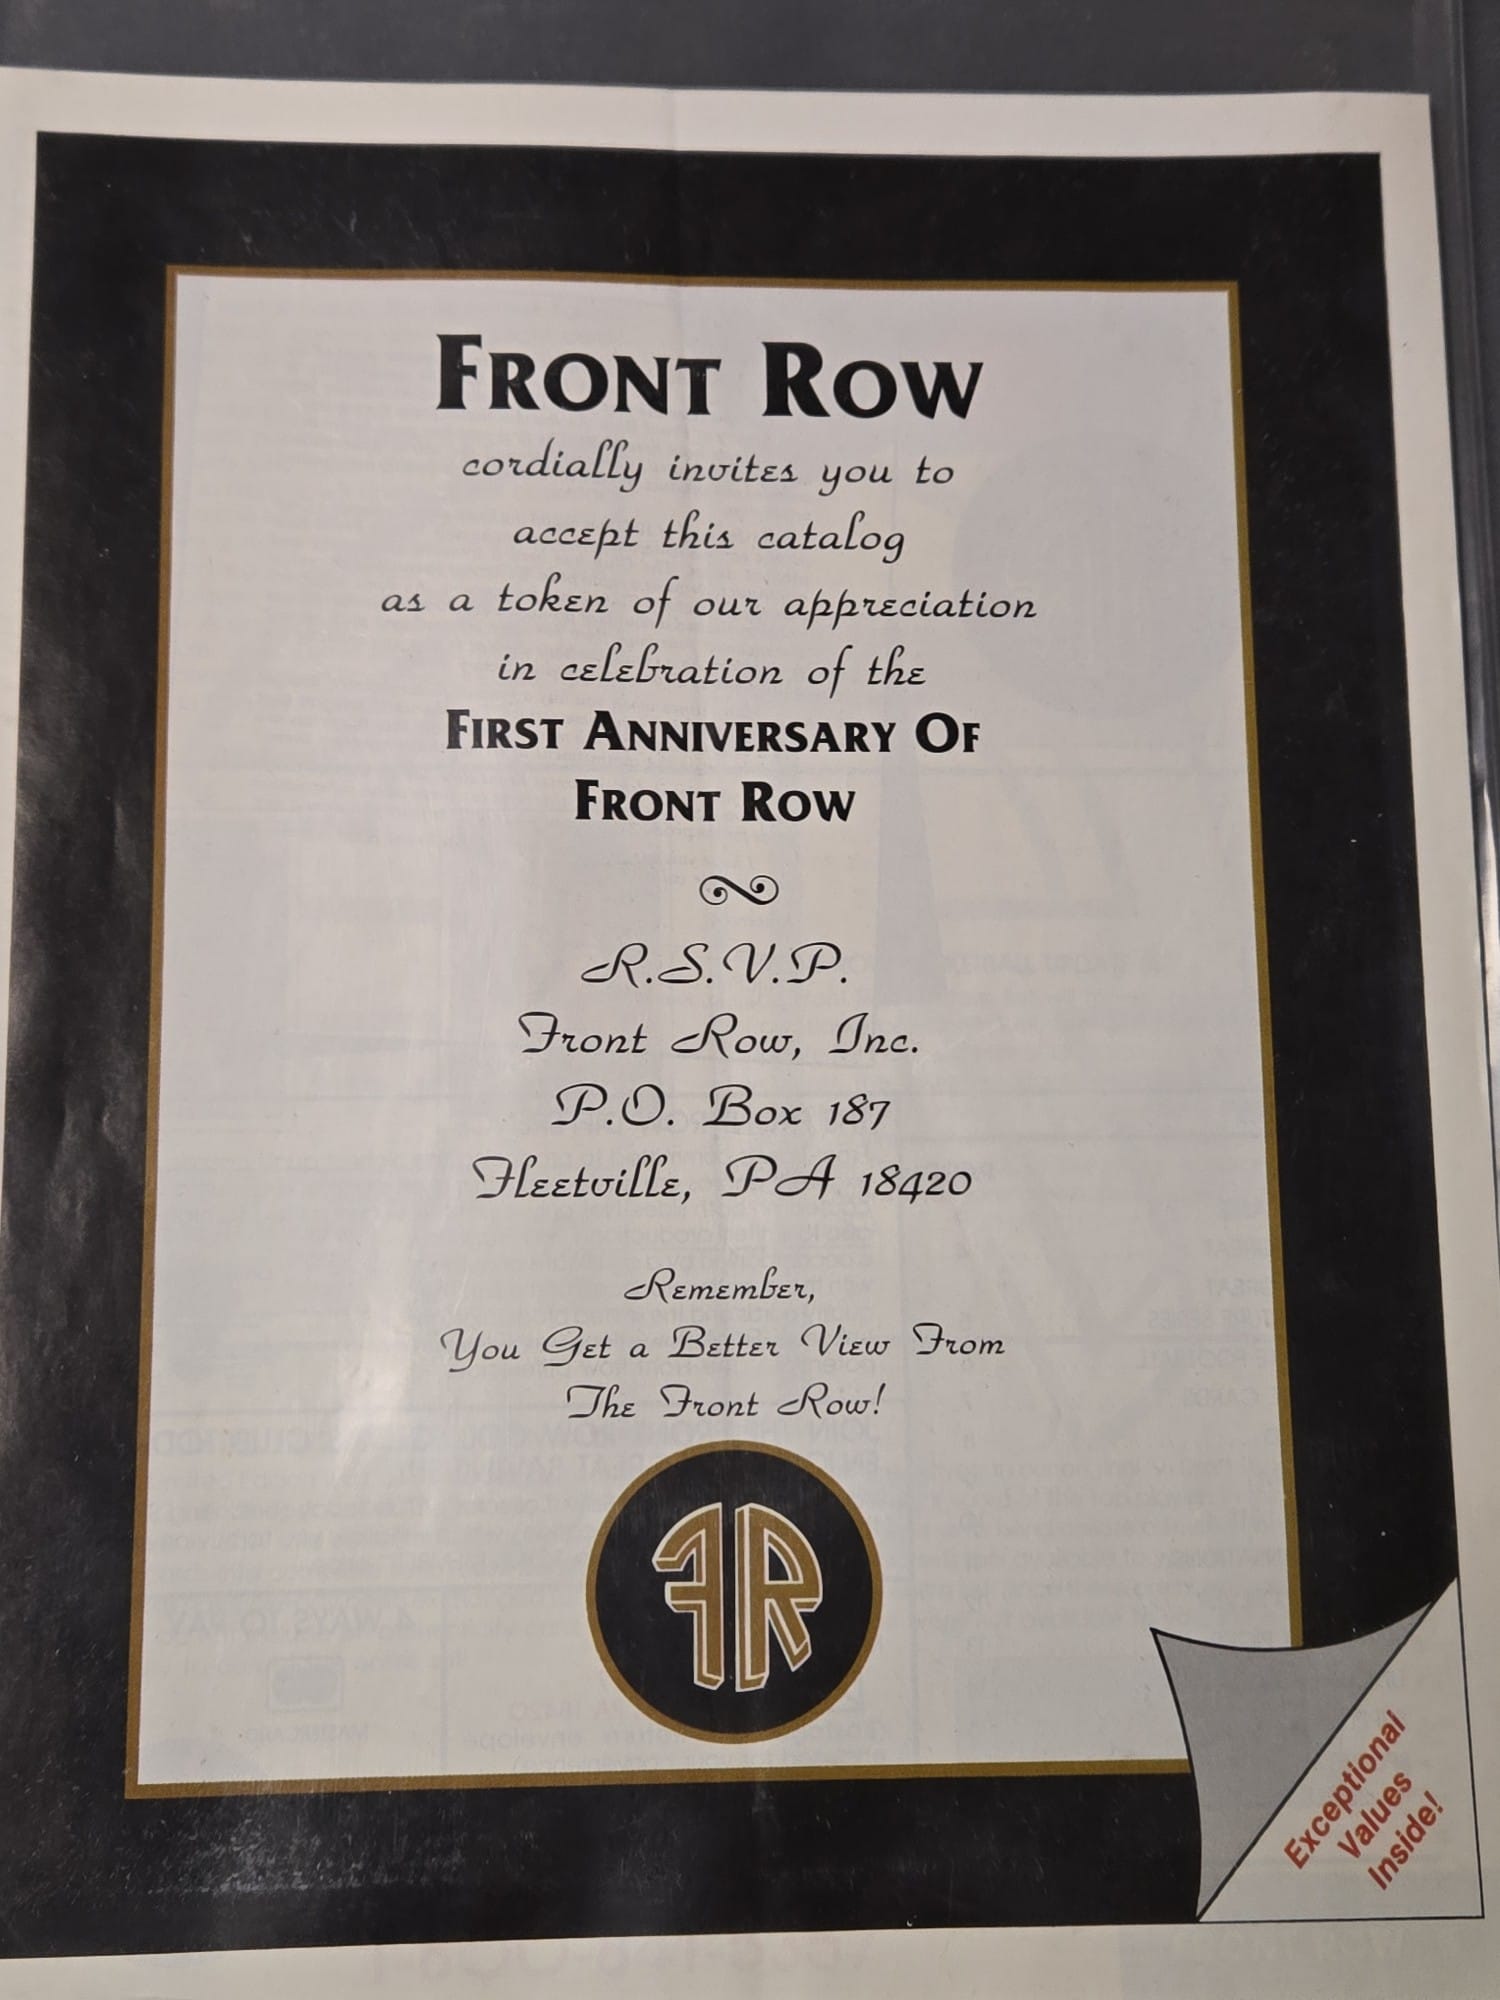 FRONT ROW
cordially invites you to
accept this catalog
as a token of our appreciation
in celebration of the
FIRST ANNIVERSARY OF
FRONT ROW
R.S.V.P.
Front Row, Inc.
P.O. Box 187
Fleetville, PA 18420
Remember,
You Get a Better View From
The Front Row!
FR
Exceptional
Values
Inside!